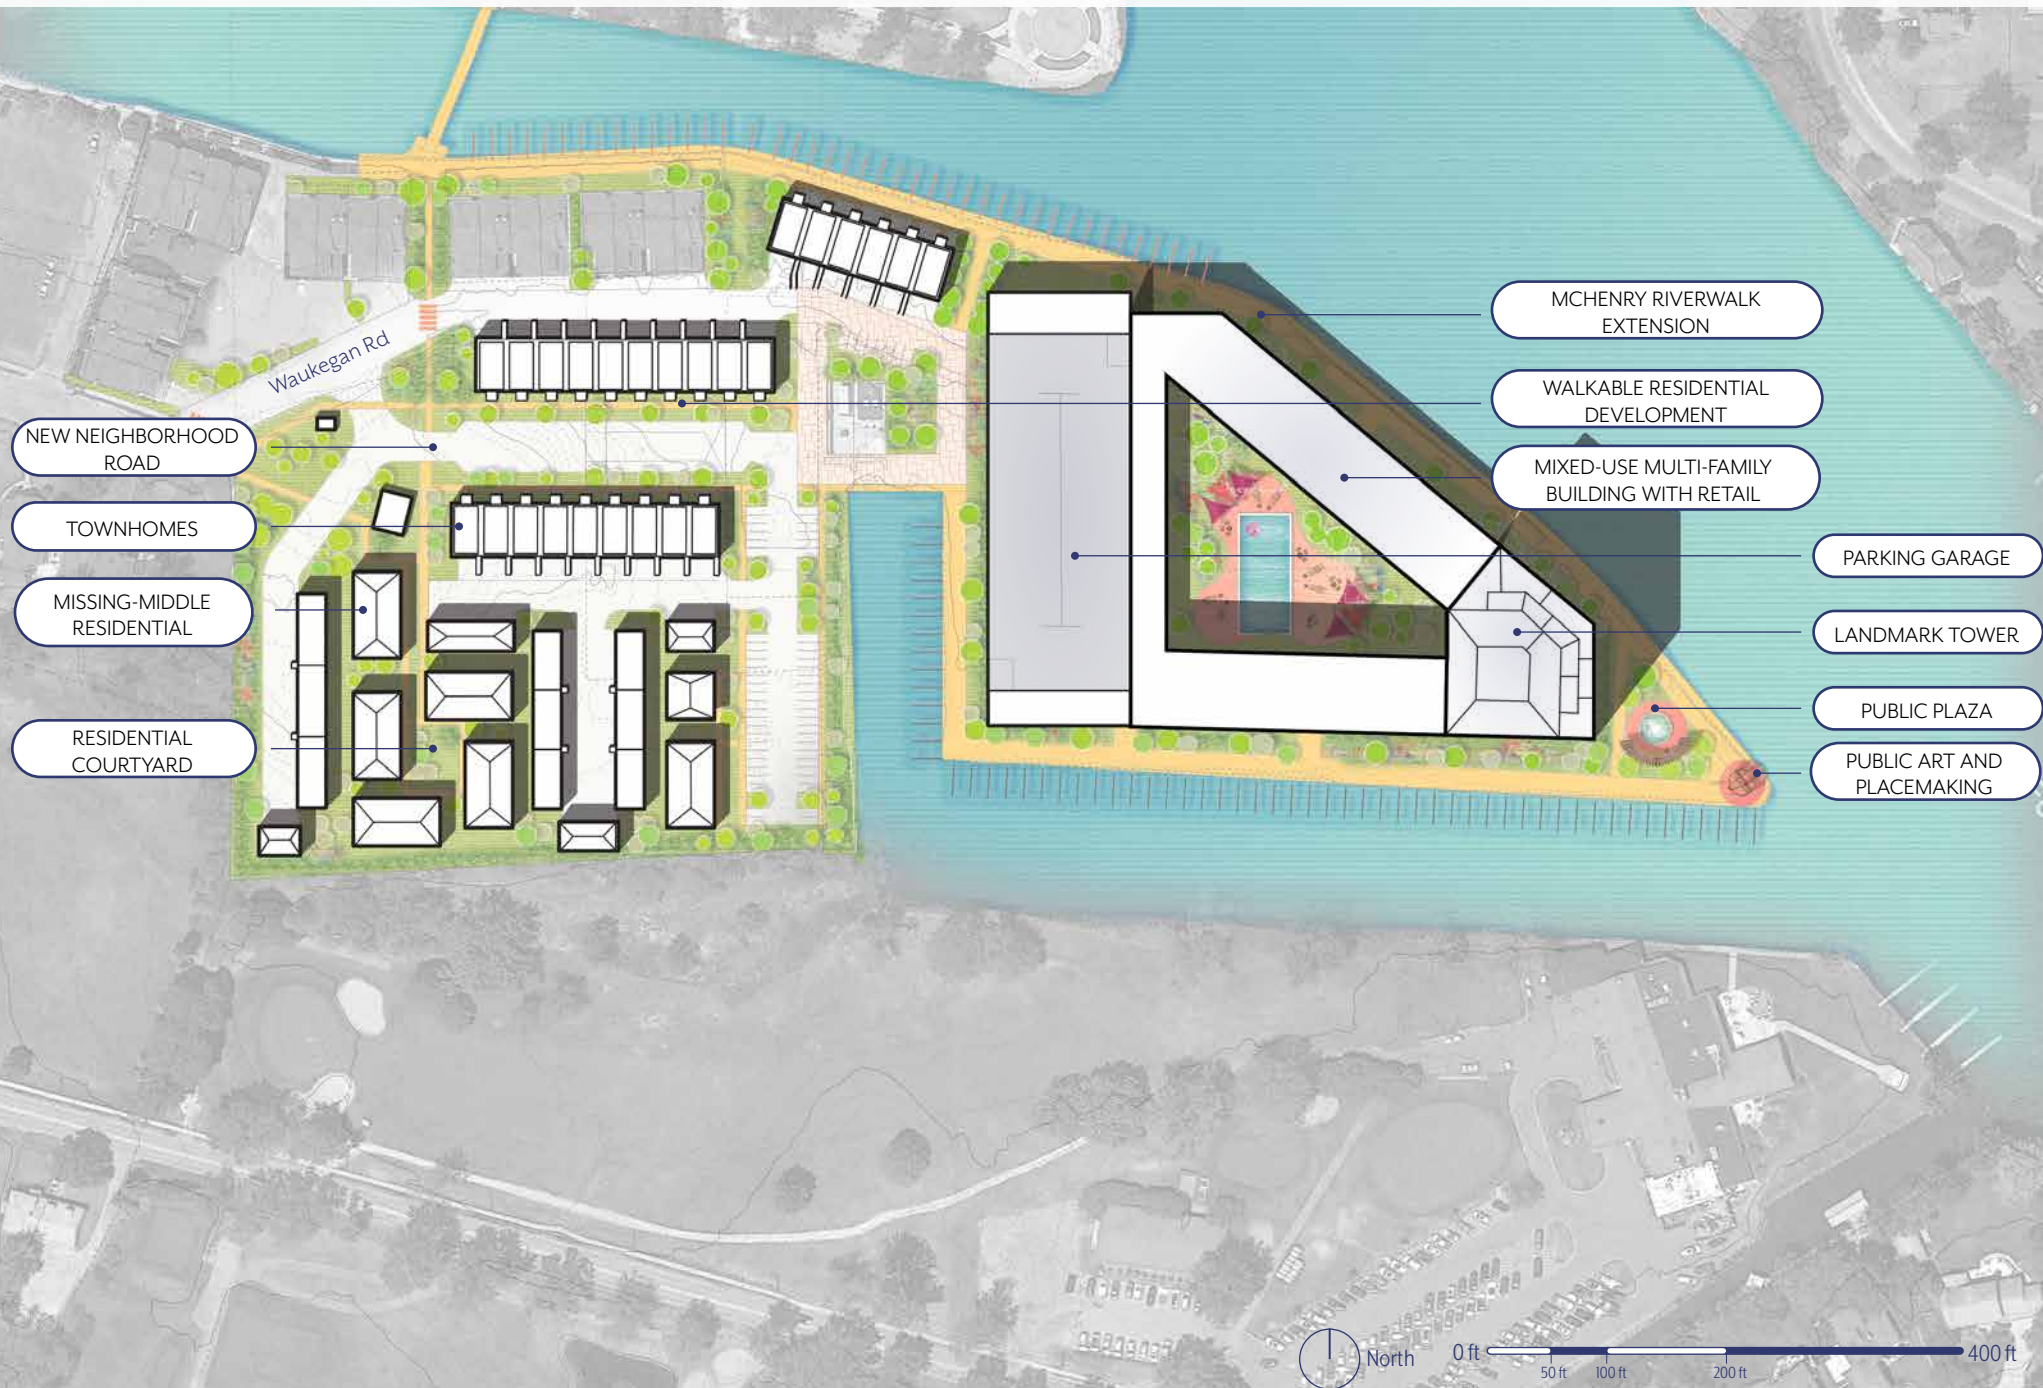 Waukegan Rd
NEW NEIGHBORHOOD
ROAD
TOWNHOMES
MISSING-MIDDLE
RESIDENTIAL
RESIDENTIAL
COURTYARD
MCHENRY RIVERWALK
EXTENSION
WALKABLE RESIDENTIAL
DEVELOPMENT
MIXED-USE MULTI-FAMILY
BUILDING WITH RETAIL
PARKING GARAGE
LANDMARK TOWER
PUBLIC PLAZA
PUBLIC ART AND
PLACEMAKING
North
0 ft
50 ft
100 ft
200 ft
400 ft